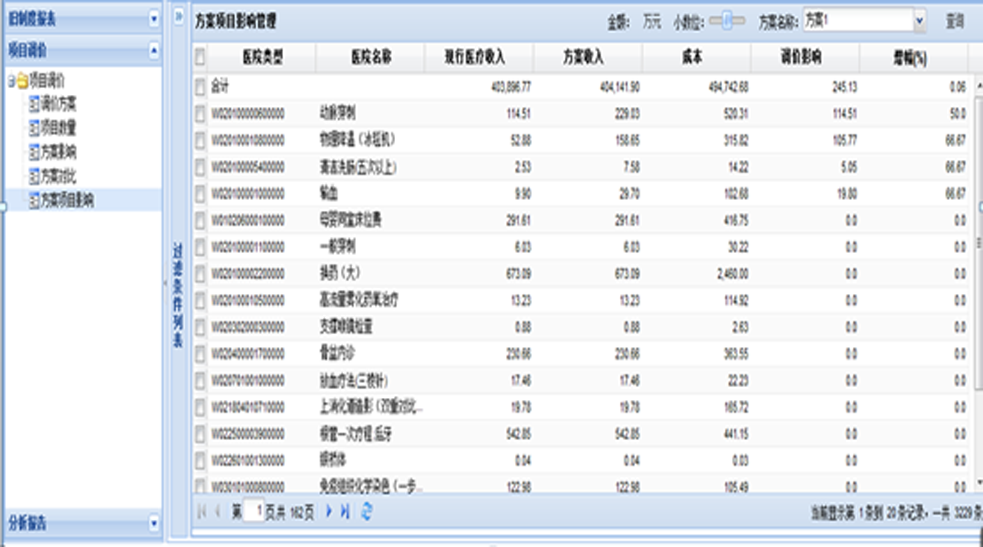 旧制度报表
项目调价
项目调价
调价方案
项目数量
方案影响
方案对比
方案项目影响
分析报告
过滤条件列表
方案项目影响管理 金额: 万元 小数位: 方案名称: 方案1 查询
医院类型 医院名称 现行医疗收入 方案收入 成本 调价影响 增幅(%)
合计 403,896.77 404,141.90 494,742.68 245.13 0.06
W020100000600000 动脉穿刺 114.51 229.03 520.31 114.51 50.0
W020100010800000 物理降温（冰毯机） 52.88 158.65 315.82 105.77 66.67
W020100005400000 清洁洗肠(五次以上) 2.53 7.58 14.22 5.05 66.67
W020100001000000 输血 9.90 29.70 102.68 19.80 66.67
W010206000100000 母婴同室床位费 291.61 291.61 416.75 0.0 0.0
W020100001100000 一般穿刺 6.03 6.03 30.22 0.0 0.0
W020100002200000 换药（大） 673.09 673.09 2,460.00 0.0 0.0
W020100010500000 高流量雾化药氧治疗 13.23 13.23 114.92 0.0 0.0
W020302000300000 支撑喉镜检查 0.88 0.88 2.63 0.0 0.0
W020400001700000 骨盆内诊 230.66 230.66 363.55 0.0 0.0
W020701001000000 放血疗法(三棱针) 17.46 17.46 22.23 0.0 0.0
W021804010710000 上消化道造影（双重对比... 19.78 19.78 165.72 0.0 0.0
W022500003900000 根管一次疗程.后牙 542.85 542.85 441.15 0.0 0.0
W022601001300000 0.04 0.04 0.03 0.0 0.0
W030101000800000 免疫组织化学染色（一步... 122.98 122.98 105.49 0.0 0.0
第 1 页共 162 页 当前显示第 1 条到 20 条记录，一共 3229 条